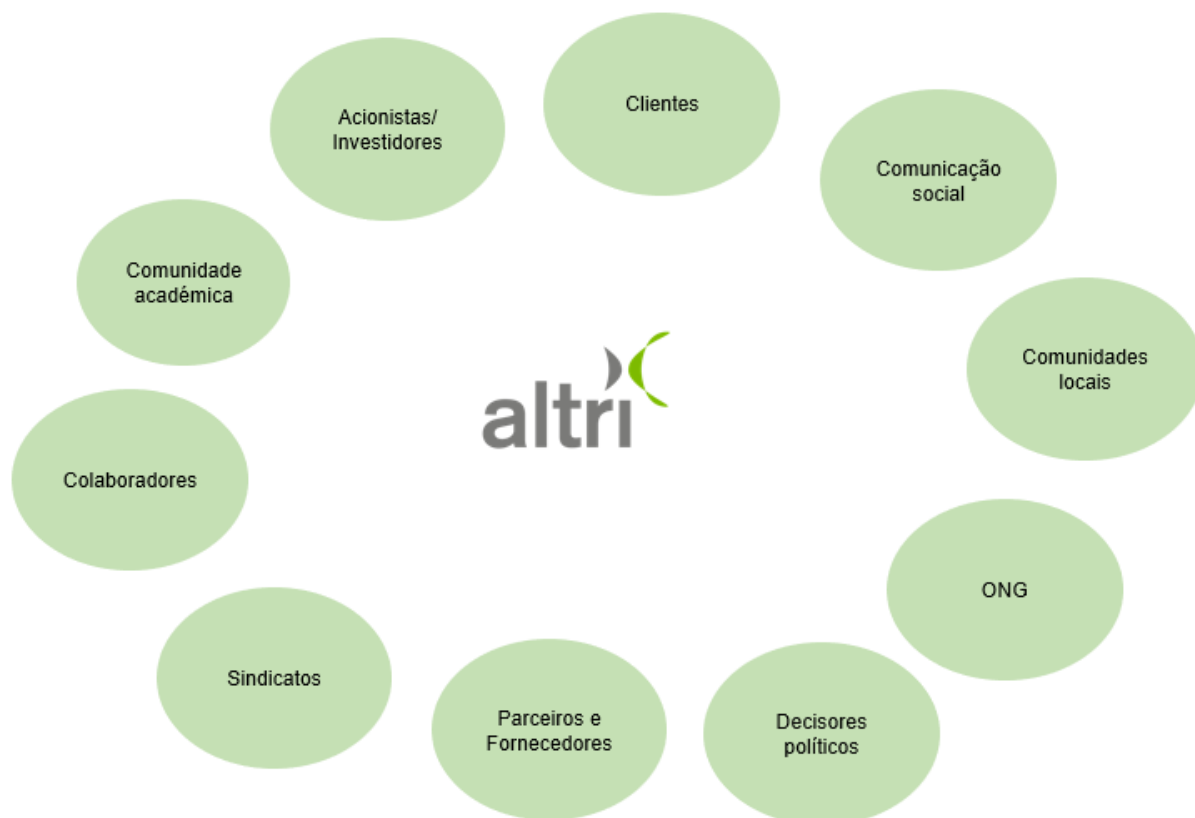 Clientes
Acionistas/
Investidores
Comunicação
social
Comunidade
académica
Comunidades
locais
altri
Colaboradores
ONG
Sindicatos
Parceiros e
Fornecedores
Decisores
políticos